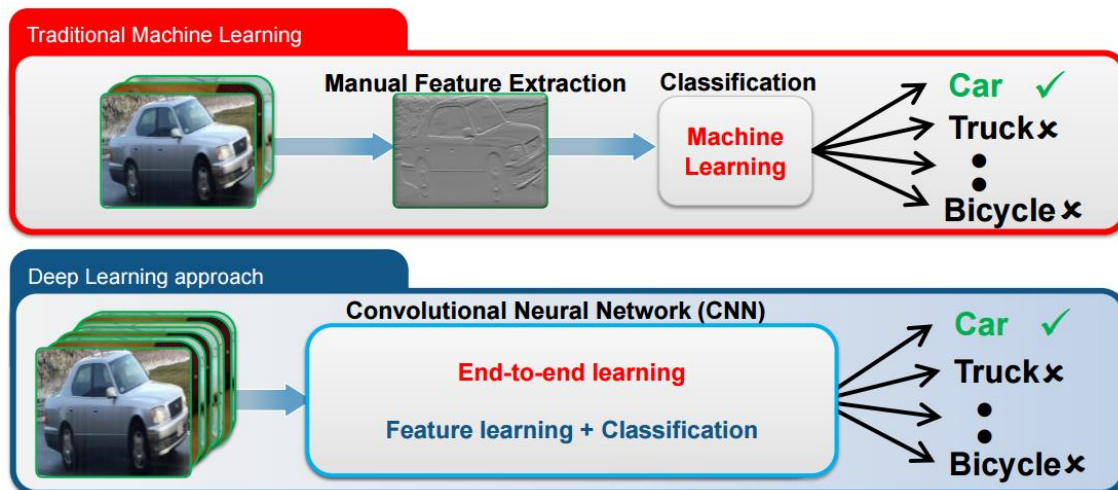 Traditional Machine Learning
Manual Feature Extraction
Classification
Machine
Learning
Car ✓
Truck ✘
Bicycle ✘
Deep Learning approach
Convolutional Neural Network (CNN)
End-to-end learning
Feature learning + Classification
Car ✓
Truck ✘
Bicycle ✘